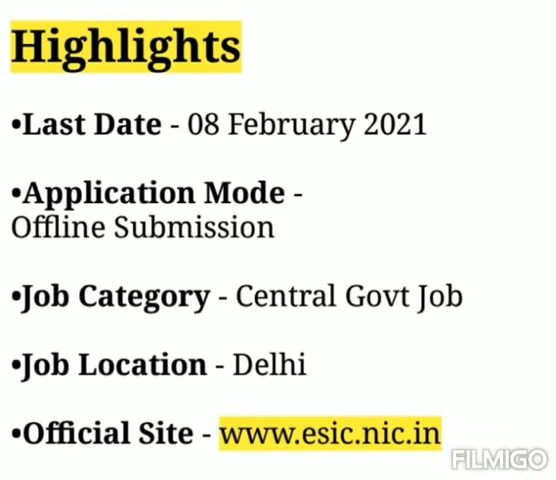 Highlights
•Last Date - 08 February 2021
•Application Mode -
Offline Submission
•Job Category - Central Govt Job
•Job Location - Delhi
•Official Site - www.esic.nic.in
FILMIGO